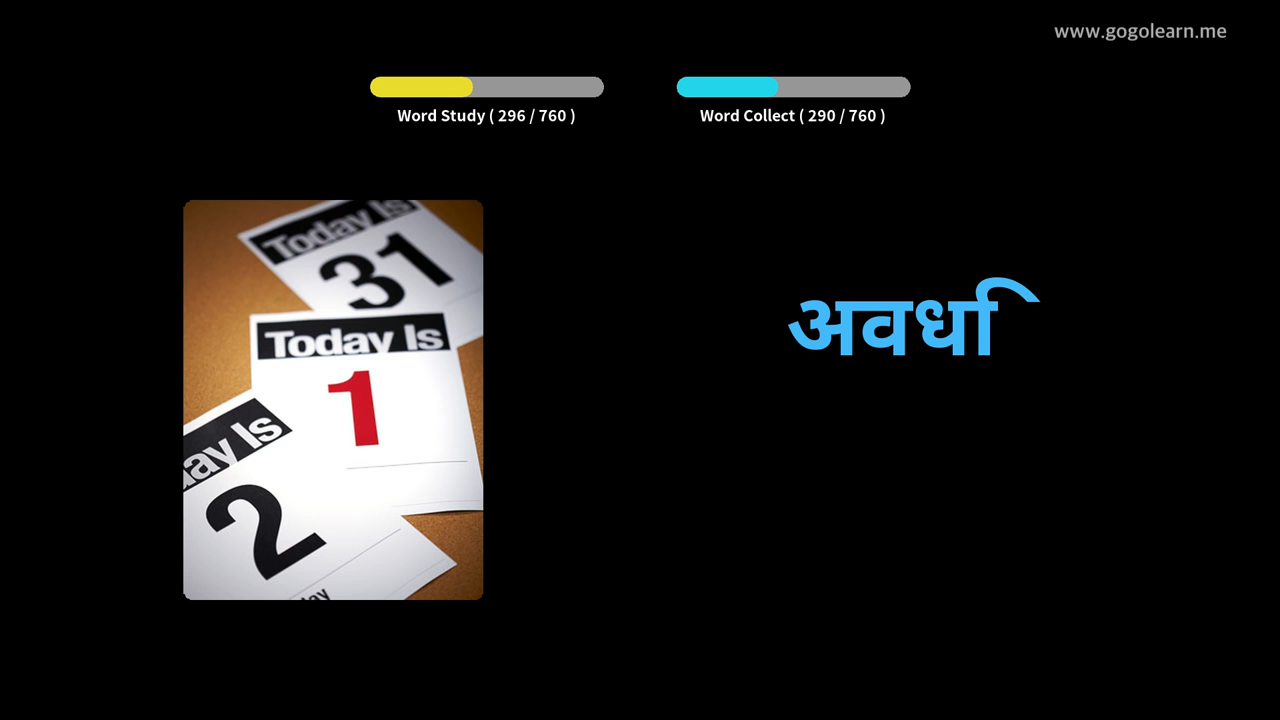 www.gogolearn.me
Word Study ( 296 / 760 )
Word Collect ( 290 / 760 )
Today Is
31
Today Is
1
ay Is
2
अवधि